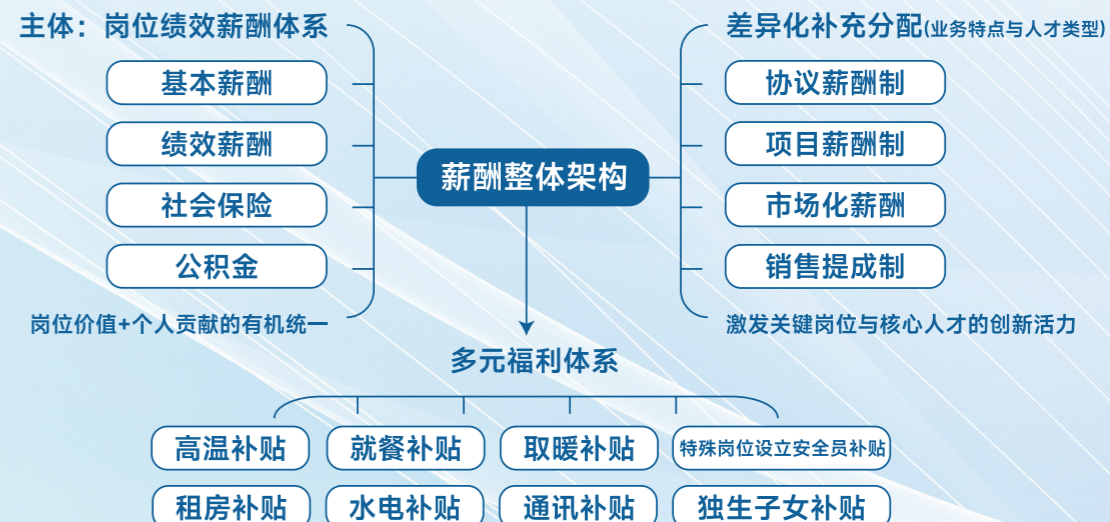 主体：岗位绩效薪酬体系
基本薪酬
绩效薪酬
社会保险
公积金
岗位价值+个人贡献的有机统一
薪酬整体架构
差异化补充分配(业务特点与人才类型)
协议薪酬制
项目薪酬制
市场化薪酬
销售提成制
激发关键岗位与核心人才的创新活力
多元福利体系
高温补贴
就餐补贴
取暖补贴
特殊岗位设立安全员补贴
租房补贴
水电补贴
通讯补贴
独生子女补贴